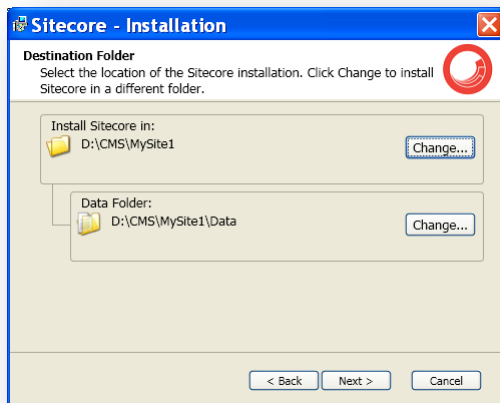 Sitecore - Installation
Destination Folder
Select the location of the Sitecore installation. Click Change to install
Sitecore in a different folder.
Install Sitecore in:
D:\CMS\MySite1
Change...
Data Folder:
D:\CMS\MySite1\Data
Change...
< Back
Next >
Cancel